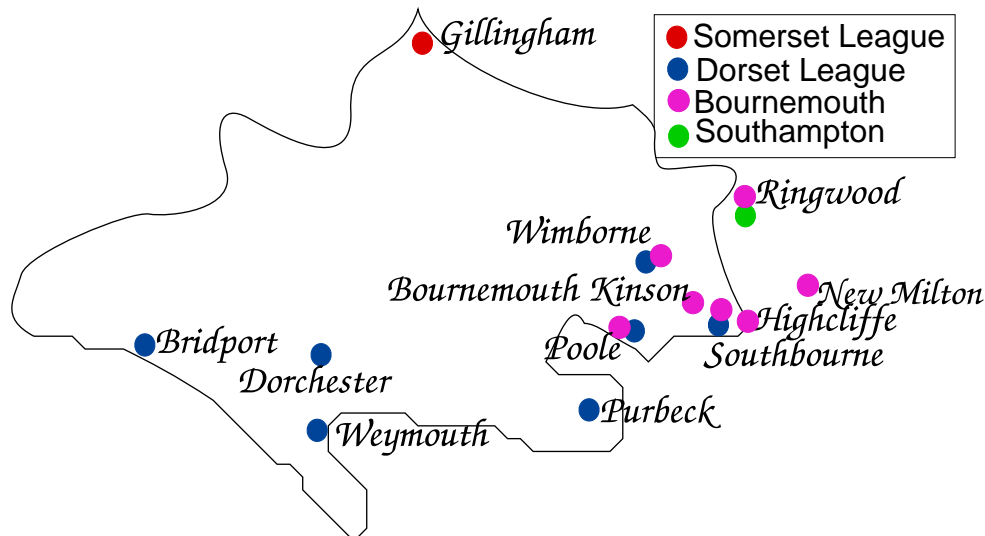 Gillingham
Somerset League
Dorset League
Bournemouth
Southampton
Ringwood
Wimborne
Bournemouth Kinson
New Milton
Highcliffe
Bridport
Poole
Southbourne
Dorchester
Purbeck
Weymouth